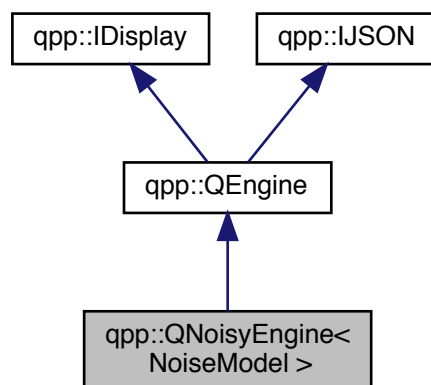 qpp::IDisplay
qpp::IJSON
qpp::QEngine
qpp::QNoisyEngine<
NoiseModel >